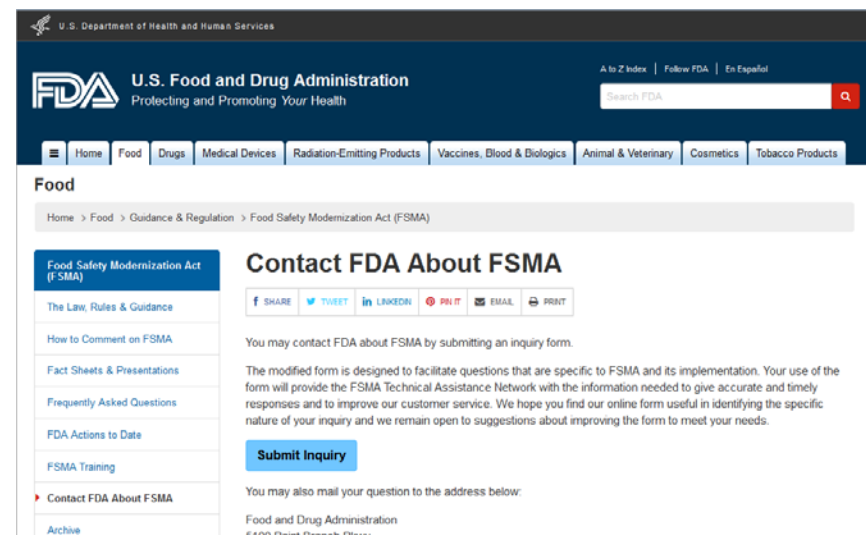 U.S. Department of Health and Human Services
A to Z Index | Follow FDA | En Español
FDA
U.S. Food and Drug Administration
Protecting and Promoting Your Health
Search FDA
Home Food Drugs Medical Devices Radiation-Emitting Products Vaccines, Blood & Biologics Animal & Veterinary Cosmetics Tobacco Products
Food
Home > Food > Guidance & Regulation > Food Safety Modernization Act (FSMA)
Food Safety Modernization Act
(FSMA)
The Law, Rules & Guidance
How to Comment on FSMA
Fact Sheets & Presentations
Frequently Asked Questions
FDA Actions to Date
FSMA Training
Contact FDA About FSMA
Archive
Contact FDA About FSMA
f SHARE TWEET in LINKEDIN PIN IT EMAIL PRINT
You may contact FDA about FSMA by submitting an inquiry form.
The modified form is designed to facilitate questions that are specific to FSMA and its implementation. Your use of the
form will provide the FSMA Technical Assistance Network with the information needed to give accurate and timely
responses and to improve our customer service. We hope you find our online form useful in identifying the specific
nature of your inquiry and we remain open to suggestions about improving the form to meet your needs.
Submit Inquiry
You may also mail your question to the address below:
Food and Drug Administration